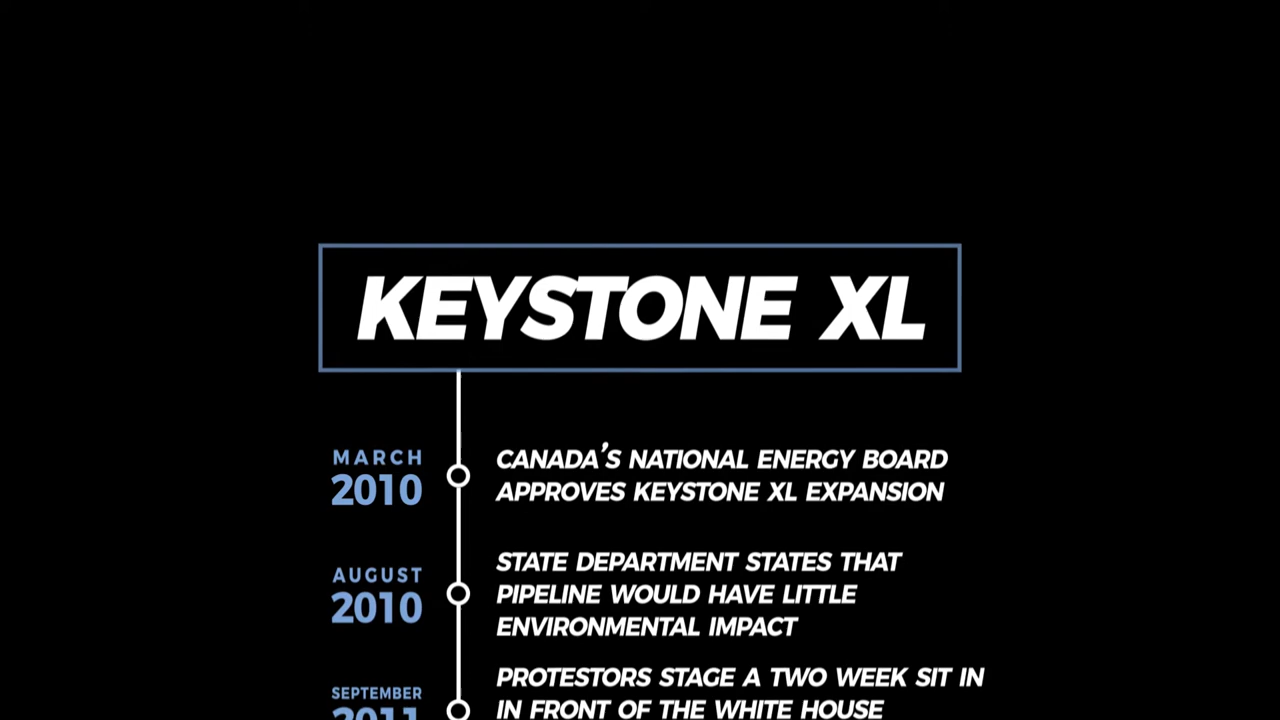 KEYSTONE XL
MARCH
2010
CANADA'S NATIONAL ENERGY BOARD
APPROVES KEYSTONE XL EXPANSION
AUGUST
2010
STATE DEPARTMENT STATES THAT
PIPELINE WOULD HAVE LITTLE
ENVIRONMENTAL IMPACT
SEPTEMBER
2011
PROTESTORS STAGE A TWO WEEK SIT IN
IN FRONT OF THE WHITE HOUSE